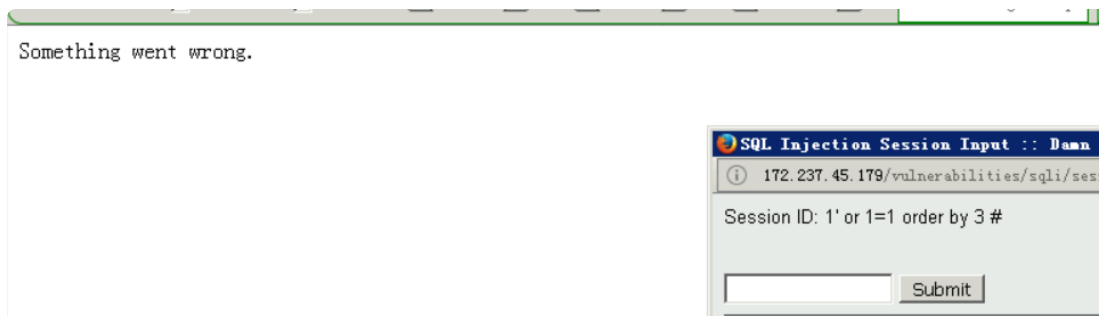 Something went wrong.
SQL Injection Session Input :: Damn
172.237.45.179/vulnerabilities/sqli/ses
Session ID: 1' or 1=1 order by 3 #
Submit